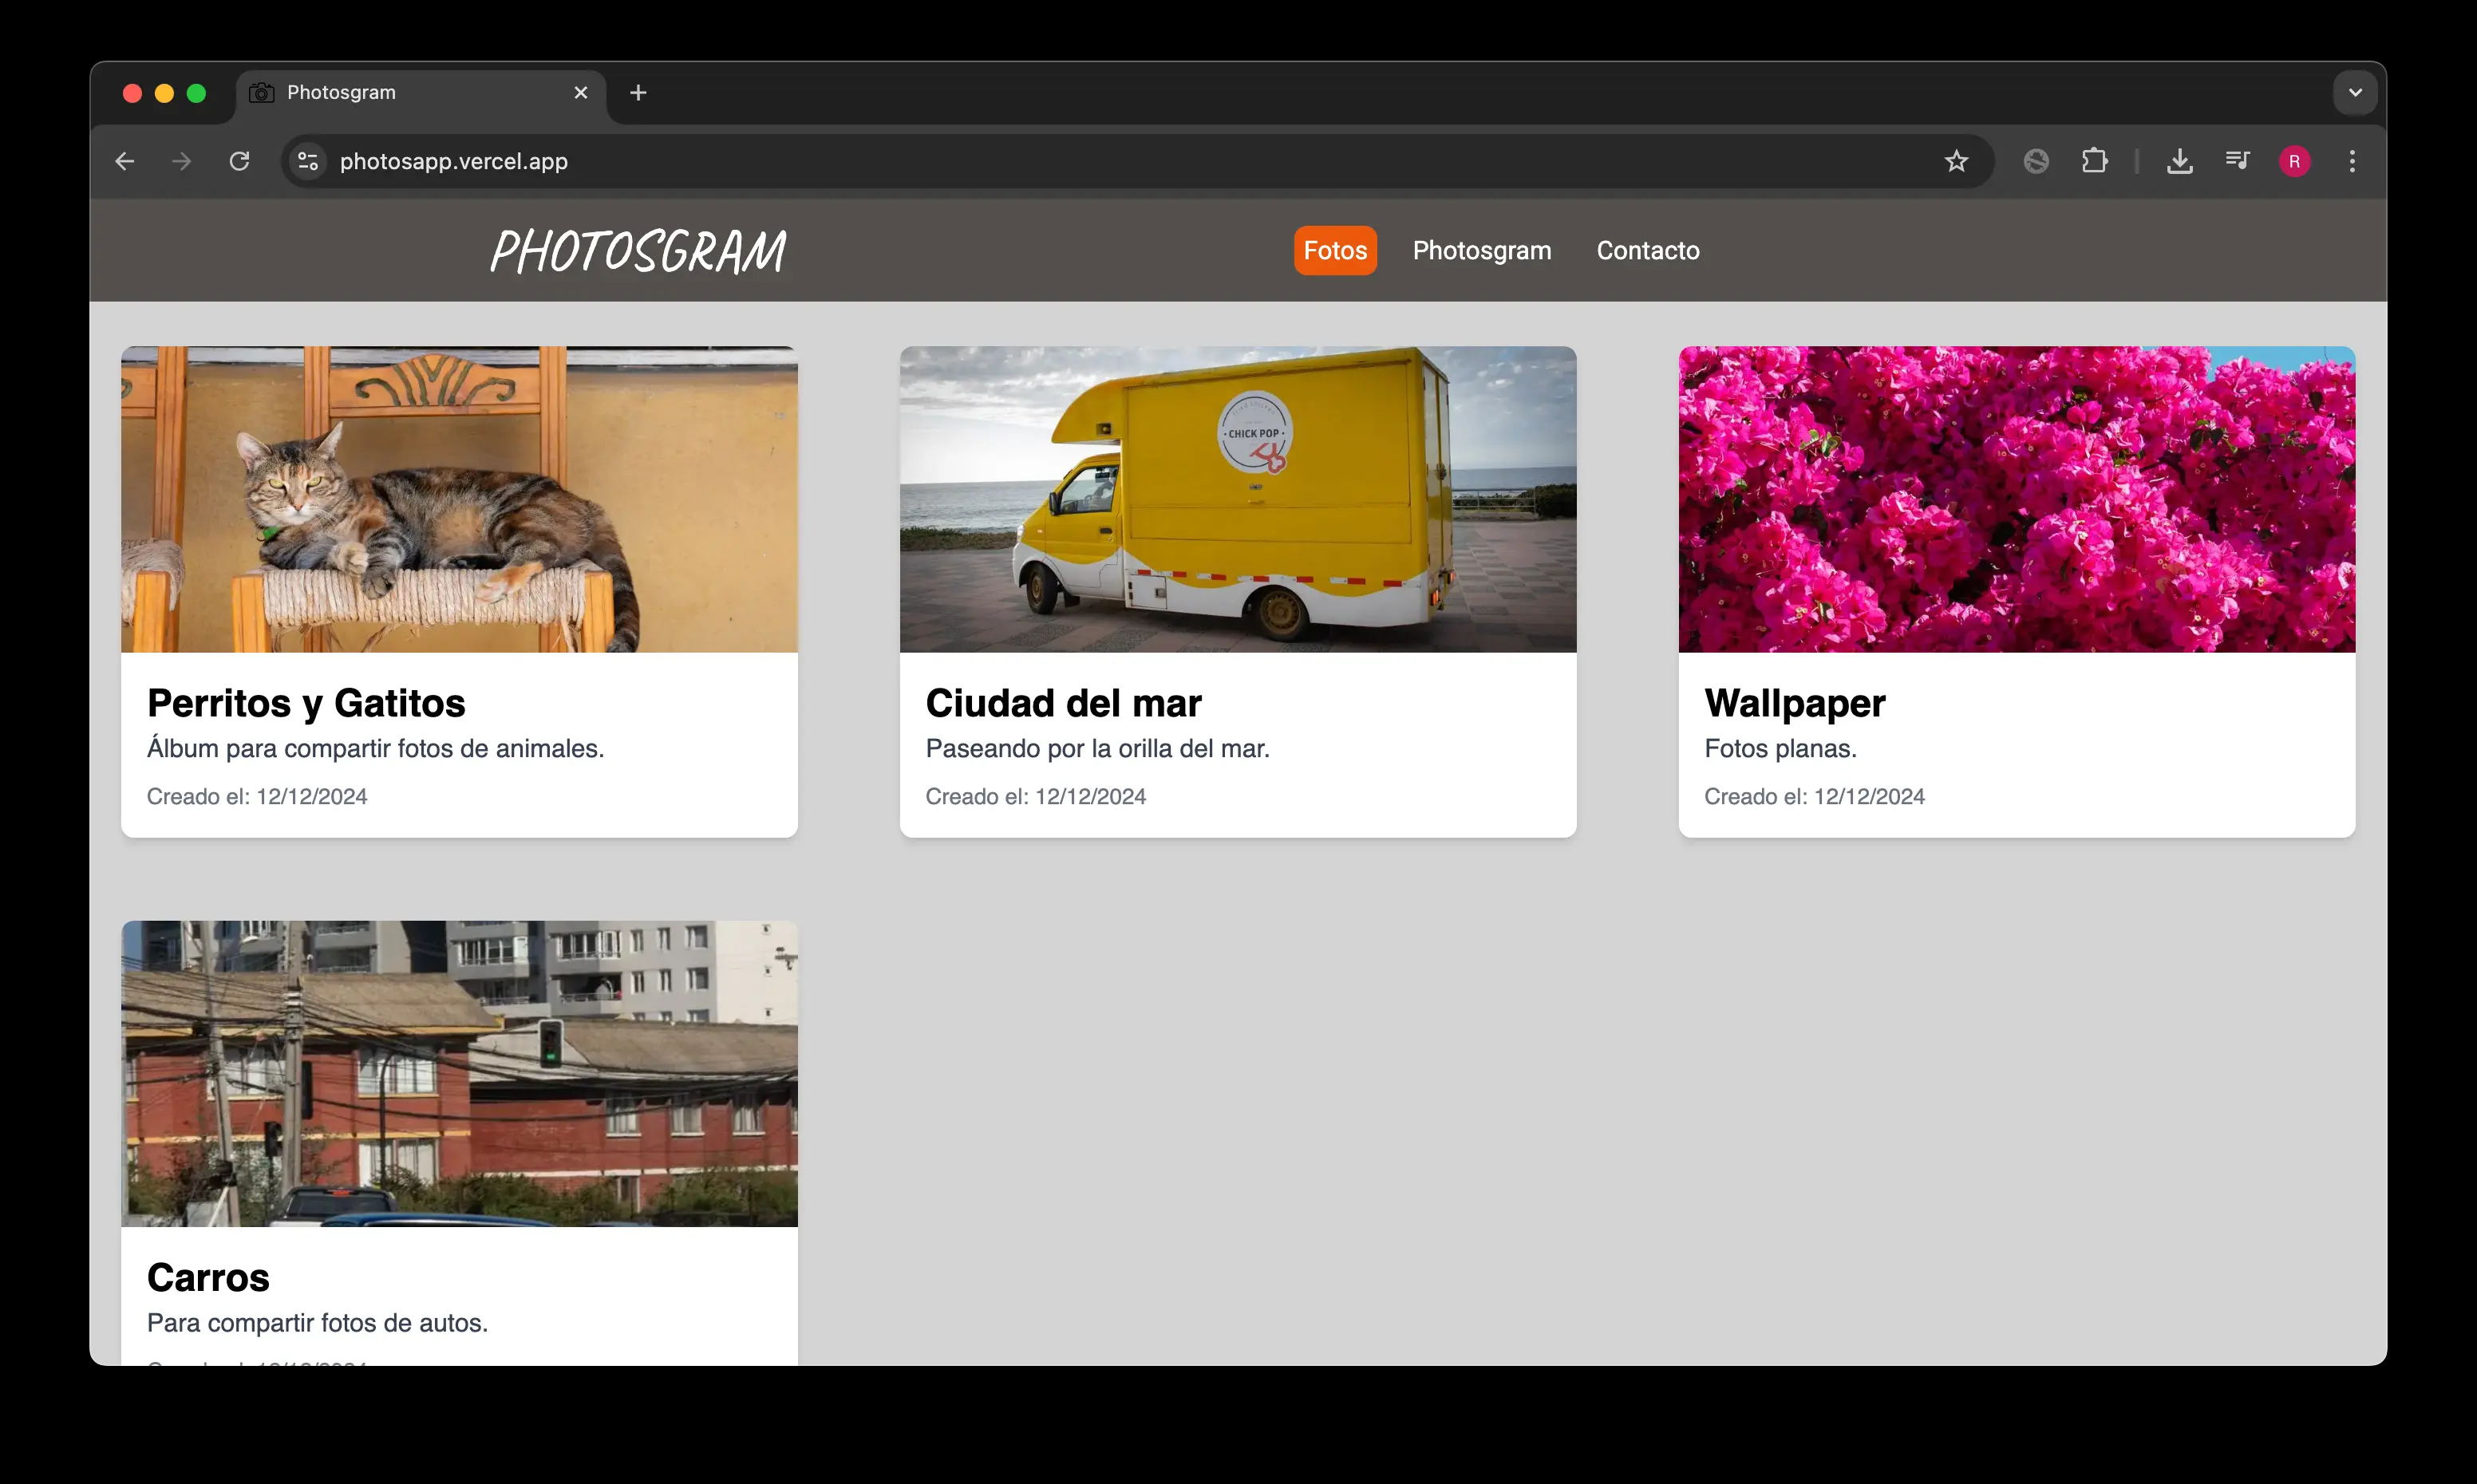 Photosgram
photosapp.vercel.app
R
PHOTOSGRAM
Fotos
Photosgram
Contacto
CHICK POP
Perritos y Gatitos
Álbum para compartir fotos de animales.
Creado el: 12/12/2024
Ciudad del mar
Paseando por la orilla del mar.
Creado el: 12/12/2024
Wallpaper
Fotos planas.
Creado el: 12/12/2024
Carros
Para compartir fotos de autos.